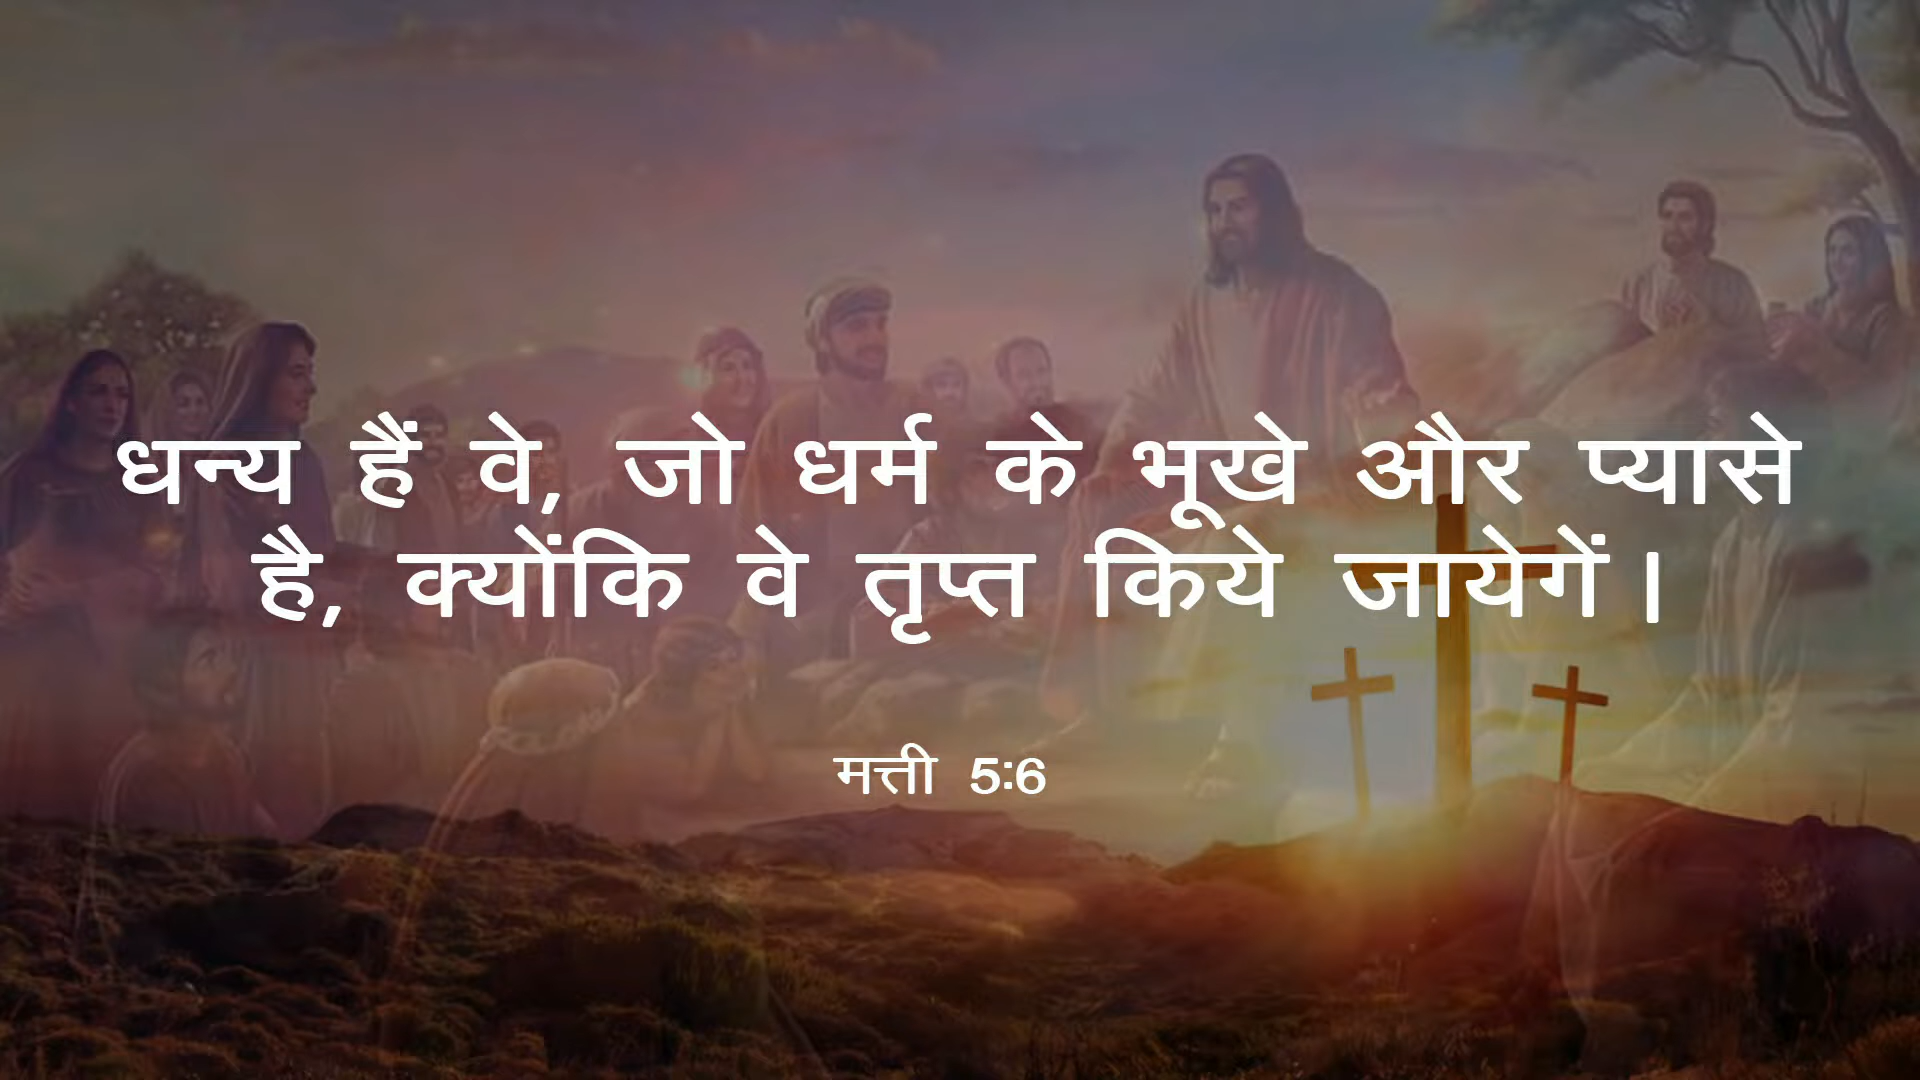 धन्य हैं वे, जो धर्म के भूखे और प्यासे
है, क्योंकि वे तृप्त किये जायेगें।
मत्ती 5:6